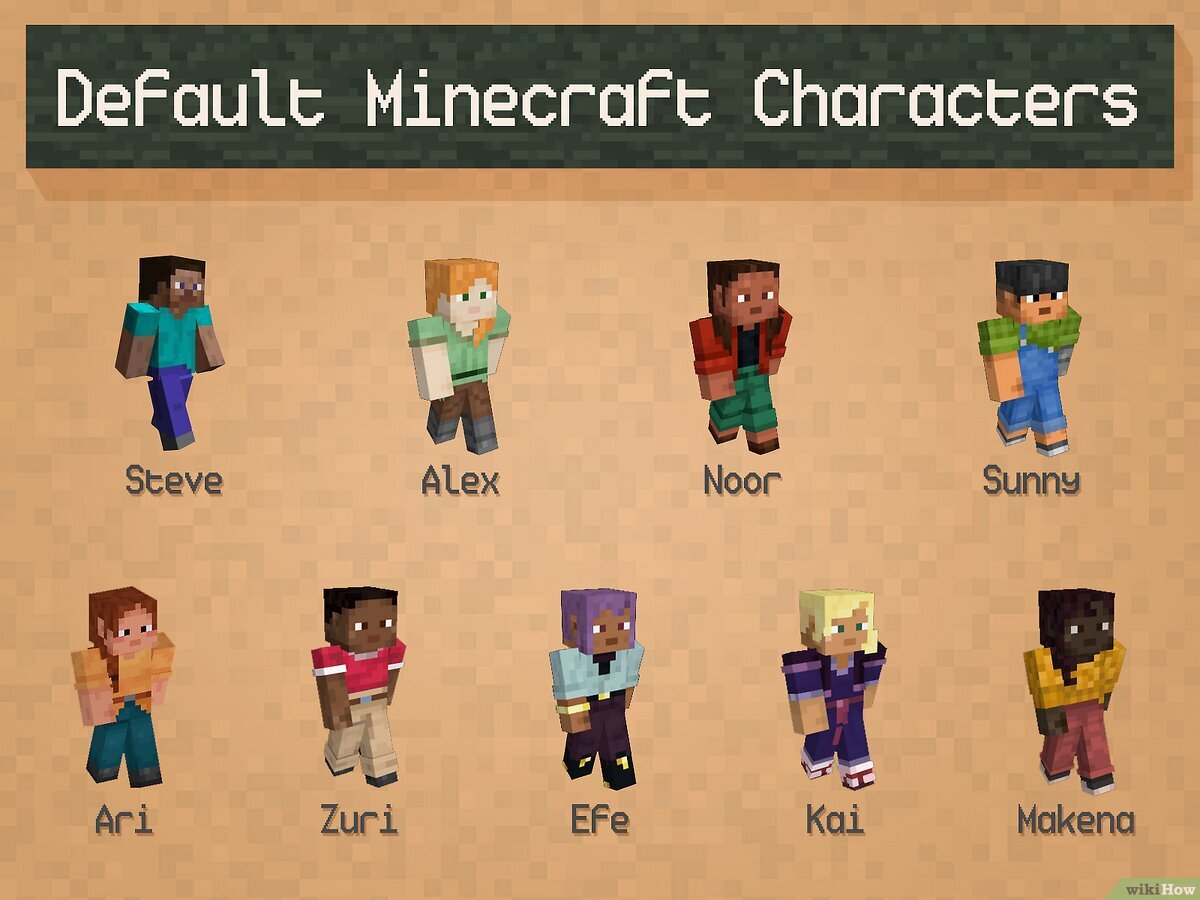 Default Minecraft Characters
Steve
Alex
Noor
Sunny
Ari
Zuri
Efe
Kai
Makena
wikiHow